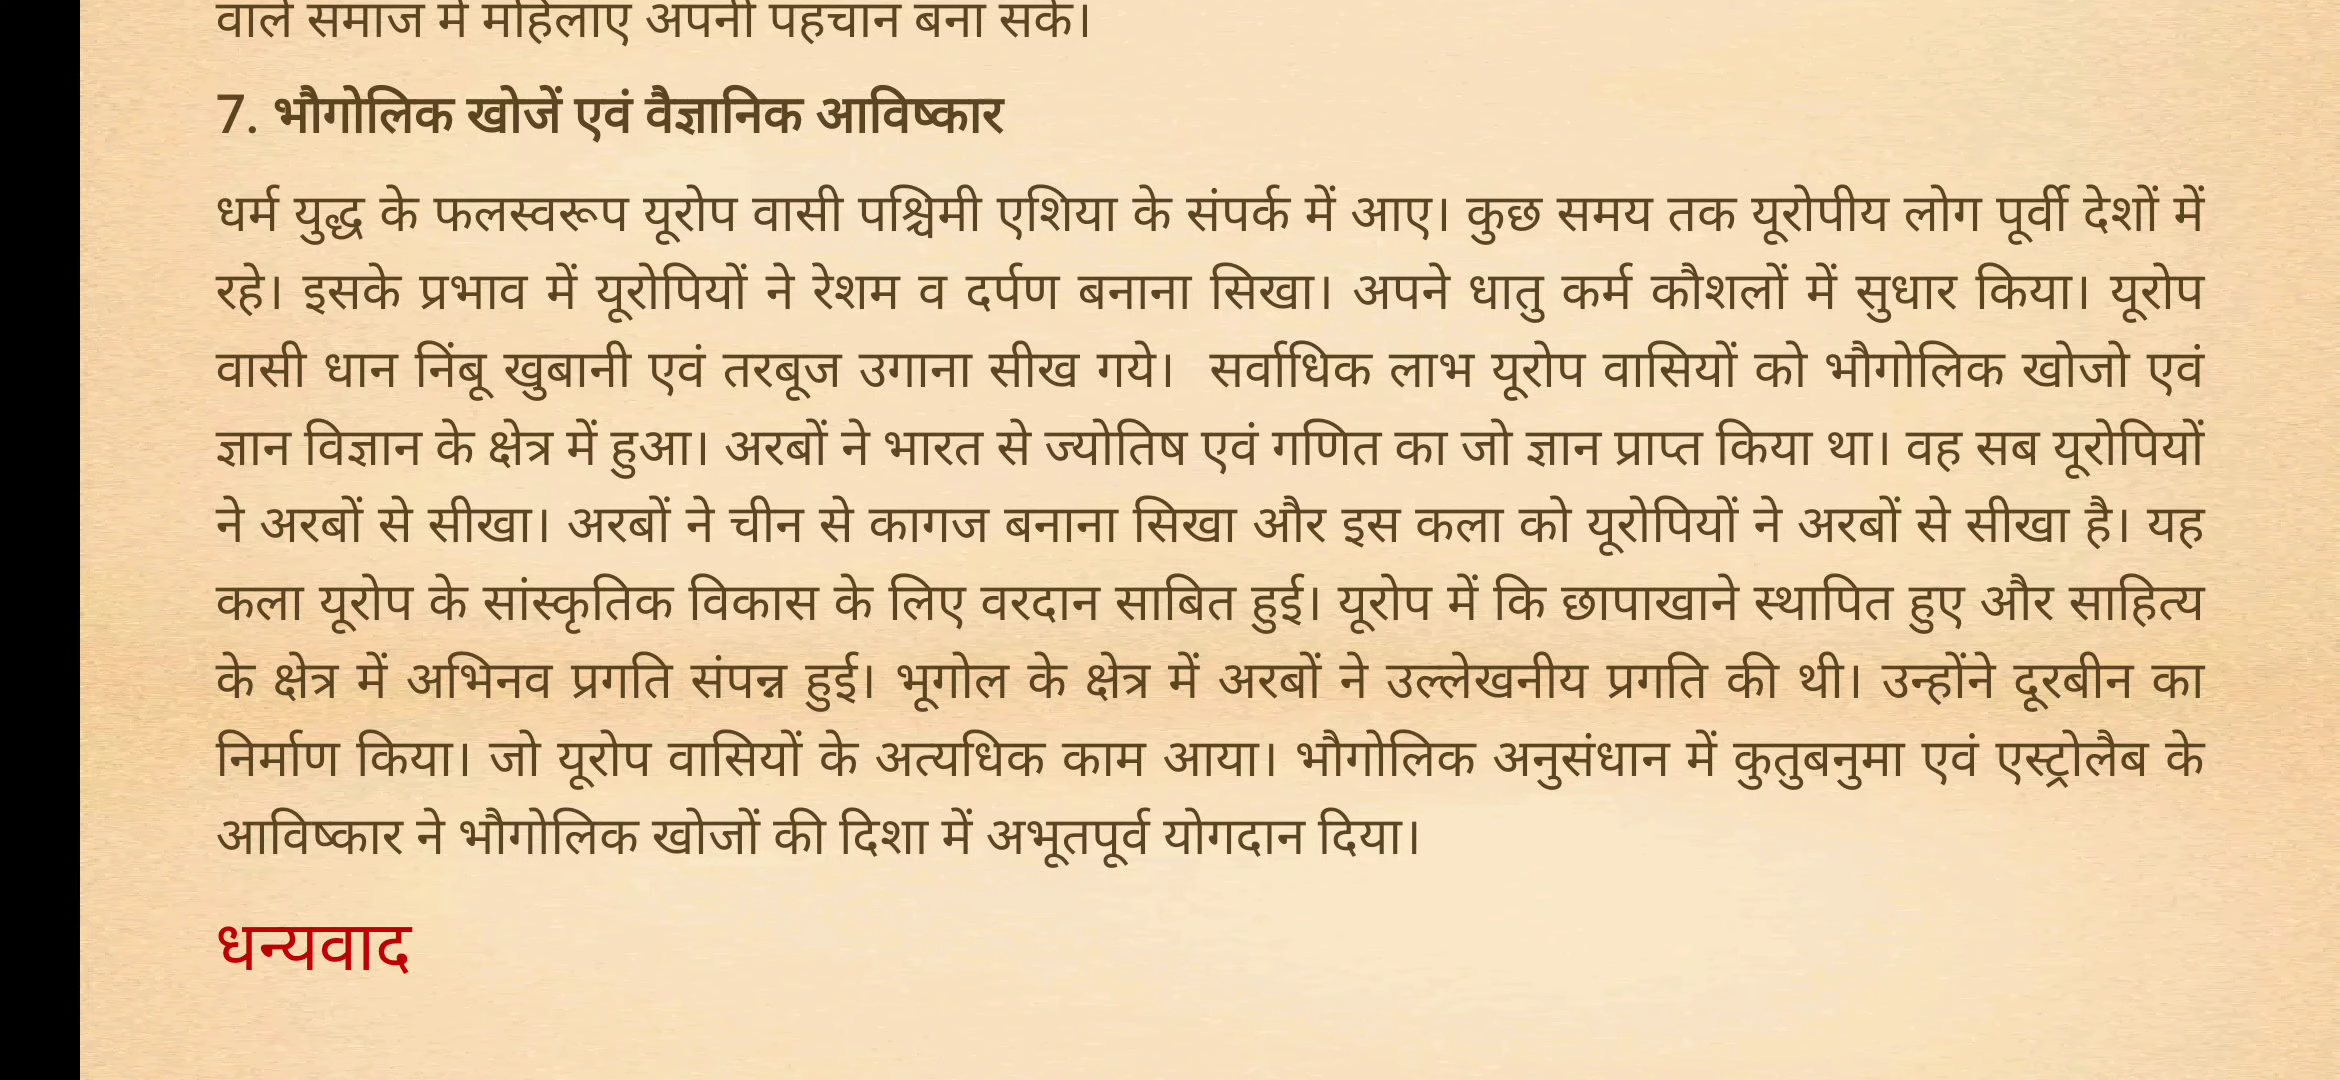 वाले समाज में महिलाएं अपनी पहचान बना सकें।
7. भौगोलिक खोजें एवं वैज्ञानिक आविष्कार
धर्म युद्ध के फलस्वरूप यूरोप वासी पश्चिमी एशिया के संपर्क में आए। कुछ समय तक यूरोपीय लोग पूर्वी देशों में
रहे। इसके प्रभाव में यूरोपियों ने रेशम व दर्पण बनाना सिखा। अपने धातु कर्म कौशलों में सुधार किया। यूरोप
वासी धान निंबू खुबानी एवं तरबूज उगाना सीख गये।  सर्वाधिक लाभ यूरोप वासियों को भौगोलिक खोजो एवं
ज्ञान विज्ञान के क्षेत्र में हुआ। अरबों ने भारत से ज्योतिष एवं गणित का जो ज्ञान प्राप्त किया था। वह सब यूरोपियों
ने अरबों से सीखा। अरबों ने चीन से कागज बनाना सिखा और इस कला को यूरोपियों ने अरबों से सीखा है। यह
कला यूरोप के सांस्कृतिक विकास के लिए वरदान साबित हुई। यूरोप में कि छापाखाने स्थापित हुए और साहित्य
के क्षेत्र में अभिनव प्रगति संपन्न हुई। भूगोल के क्षेत्र में अरबों ने उल्लेखनीय प्रगति की थी। उन्होंने दूरबीन का
निर्माण किया। जो यूरोप वासियों के अत्यधिक काम आया। भौगोलिक अनुसंधान में कुतुबनुमा एवं एस्ट्रोलैब के
आविष्कार ने भौगोलिक खोजों की दिशा में अभूतपूर्व योगदान दिया।
धन्यवाद